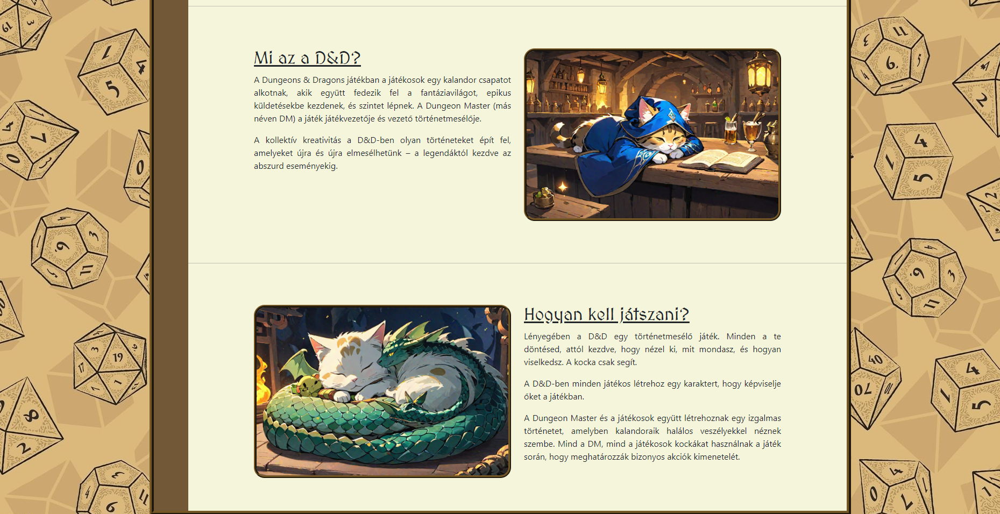 Mi az a D&D?
A Dungeons & Dragons játékban a játékosok egy kalandor csapatot
alkotnak, akik együtt fedezik fel a fantáziavilágot, epikus
küldetésekbe kezdenek, és szintet lépnek. A Dungeon Master (más
néven DM) a játék játékvezetője és vezető történetmesélője.
A kollektív kreativitás a D&D-ben olyan történeteket épít fel,
amelyeket újra és újra elmesélhetünk – a legendáktól kezdve az
abszurd eseményekig.
Hogyan kell játszani?
Lényegében a D&D egy történetmesélő játék. Minden a te
döntésed, attól kezdve, hogy nézel ki, mit mondasz, és hogyan
viselkedsz. A kocka csak segít.
A D&D-ben minden játékos létrehoz egy karaktert, hogy képviselje
őket a játékban.
A Dungeon Master és a játékosok együtt létrehoznak egy izgalmas
történetet, amelyben kalandoraik halálos veszélyekkel néznek
szembe. Mind a DM, mind a játékosok kockákat használnak a játék
során, hogy meghatározzák bizonyos akciók kimenetelét.